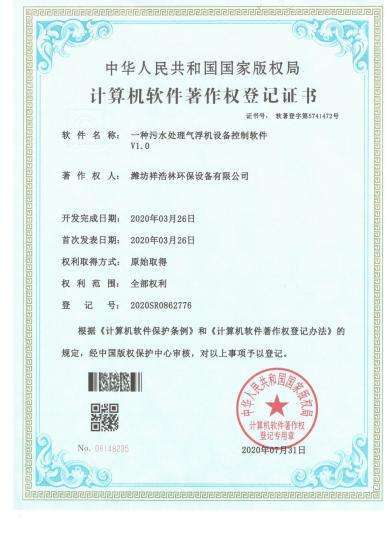 中华人民共和国国家版权局
计算机软件著作权登记证书
证书号： 软著登字第5741472号
软件名称： 一种污水处理气浮机设备控制软件
V1.0
著作权人： 潍坊祥浩林环保设备有限公司
开发完成日期： 2020年03月26日
首次发表日期： 2020年03月26日
权利取得方式： 原始取得
权利范围： 全部权利
登记号： 2020SR0862776
根据《计算机软件保护条例》和《计算机软件著作权登记办法》的
规定，经中国版权保护中心审核，对以上事项予以登记。
中华人民共和国国家版权局
计算机软件著作权
登记专用章
No. 06148205
2020年07月31日